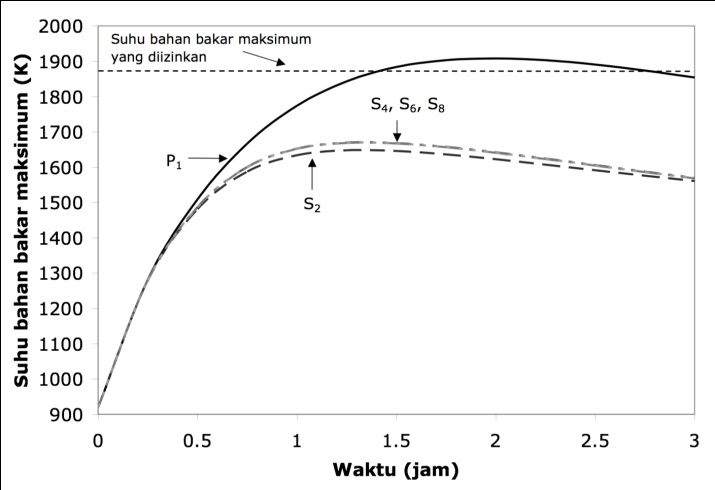 2000
1900
1800
1700
1600
1500
1400
1300
1200
1100
1000
900
Suhu bahan bakar maksimum (K)
Suhu bahan bakar maksimum
yang diizinkan
S₄, S₆, S₈
P₁
S₂
0
0.5
1
1.5
2
2.5
3
Waktu (jam)